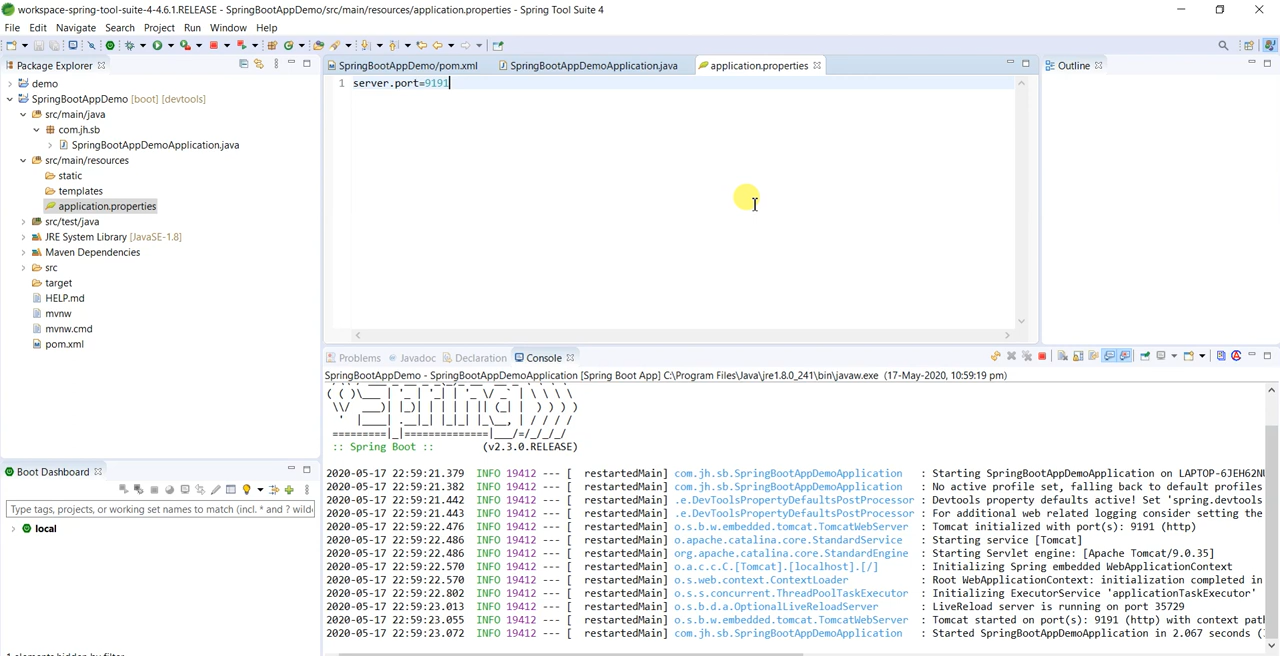 workspace-spring-tool-suite-4-4.6.1.RELEASE - SpringBootAppDemo/src/main/resources/application.properties - Spring Tool Suite 4
File Edit Navigate Search Project Run Window Help
Package Explorer
demo
SpringBootAppDemo [boot] [devtools]
src/main/java
com.jh.sb
SpringBootAppDemoApplication.java
src/main/resources
static
templates
application.properties
src/test/java
JRE System Library [JavaSE-1.8]
Maven Dependencies
src
target
HELP.md
mvnw
mvnw.cmd
pom.xml
Boot Dashboard
Type tags, projects, or working set names to match (incl. * and ? wild
local
SpringBootAppDemo/pom.xml SpringBootAppDemoApplication.java application.properties
1 server.port=9191
Outline
Problems Javadoc Declaration Console
SpringBootAppDemo - SpringBootAppDemoApplication [Spring Boot App] C:\Program Files\Java\jre1.8.0_241\bin\javaw.exe (17-May-2020, 10:59:19 pm)
:: Spring Boot :: (v2.3.0.RELEASE)
2020-05-17 22:59:21.379 INFO 19412 --- [ restartedMain] com.jh.sb.SpringBootAppDemoApplication : Starting SpringBootAppDemoApplication on
2020-05-17 22:59:21.382 INFO 19412 --- [ restartedMain] com.jh.sb.SpringBootAppDemoApplication : No active profile set, falling back to default profiles
2020-05-17 22:59:21.442 INFO 19412 --- [ restartedMain] .e.DevToolsPropertyDefaultsPostProcessor : Devtools property defaults active! Set 'spring.devtools
2020-05-17 22:59:21.443 INFO 19412 --- [ restartedMain] .e.DevToolsPropertyDefaultsPostProcessor : For additional web related logging consider setting the
2020-05-17 22:59:22.476 INFO 19412 --- [ restartedMain] o.s.b.w.embedded.tomcat.TomcatWebServer : Tomcat initialized with port(s): 9191 (http)
2020-05-17 22:59:22.486 INFO 19412 --- [ restartedMain] o.apache.catalina.core.StandardService : Starting service [Tomcat]
2020-05-17 22:59:22.486 INFO 19412 --- [ restartedMain] org.apache.catalina.core.StandardEngine : Starting Servlet engine: [Apache Tomcat/9.0.35]
2020-05-17 22:59:22.570 INFO 19412 --- [ restartedMain] o.a.c.c.C.[Tomcat].[localhost].[/] : Initializing Spring embedded WebApplicationContext
2020-05-17 22:59:22.570 INFO 19412 --- [ restartedMain] o.s.web.context.ContextLoader : Root WebApplicationContext: initialization completed in
2020-05-17 22:59:22.802 INFO 19412 --- [ restartedMain] o.s.s.concurrent.ThreadPoolTaskExecutor : Initializing ExecutorService 'applicationTaskExecutor'
2020-05-17 22:59:23.013 INFO 19412 --- [ restartedMain] o.s.b.d.a.OptionalLiveReloadServer : LiveReload server is running on port 35729
2020-05-17 22:59:23.055 INFO 19412 --- [ restartedMain] o.s.b.w.embedded.tomcat.TomcatWebServer : Tomcat started on port(s): 9191 (http) with context path
2020-05-17 22:59:23.072 INFO 19412 --- [ restartedMain] com.jh.sb.SpringBootAppDemoApplication : Started SpringBootAppDemoApplication in 2.067 seconds